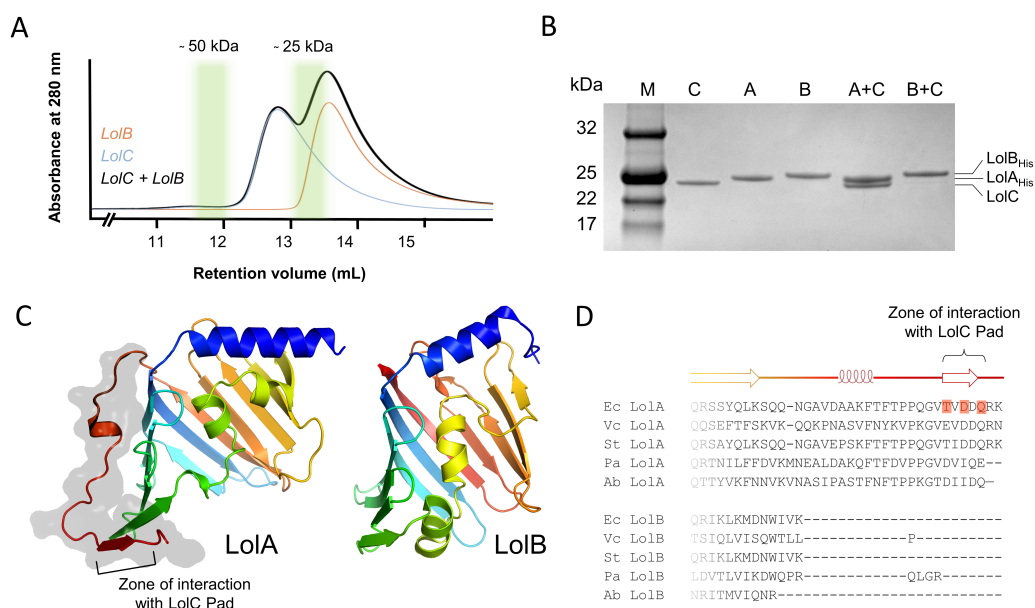 A
~ 50 kDa
~ 25 kDa
Absorbance at 280 nm
LolB
LolC
LolC + LolB
11 12 13 14 15
Retention volume (mL)
B
kDa M C A B A+C B+C
32
25
22
17
LolBHis
LolAHis
LolC
C
LolA
LolB
Zone of interaction
with LolC Pad
D
Zone of interaction
with LolC Pad
Ec LolA QRSSYQLKSQQ-NGAVDAAKFTFTPPQGVTVDDQRK
Vc LolA QQSEFTFSKVK-QQKPNASVFNYKVPKGVEVDDQRK
St LolA QRSAYQLKSQQ-NGAVEPSKFTFTPPQGVTIDDQRK
Pa LolA QRTNILFFDVKMNEALDAKQFTFDVPPGVDVIQE--
Ab LolA QTTYVKFNNVKVNASIPASTFNFTPPKGTDIIDQ-
Ec LolB QRIKLKMDNWIVK----------------------
Vc LolB TSIQLVISQWTLL-----------P----------
St LolB QRIKLKMDNWIVK----------------------
Pa LolB LDVTLVIKDWQPR-----------QLGR-------
Ab LolB NRITMVIQNR-------------------------